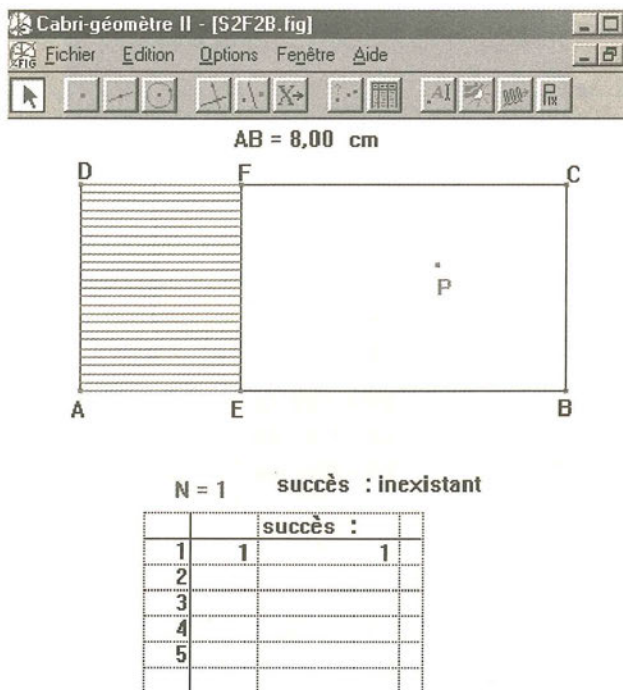 Cabri-géomètre II - [S2F2B.fig]
Fichier Edition Options Fenêtre Aide
AB = 8,00 cm
D F C
P
A E B
N = 1 succès : inexistant
succès :
1 1 1
2
3
4
5